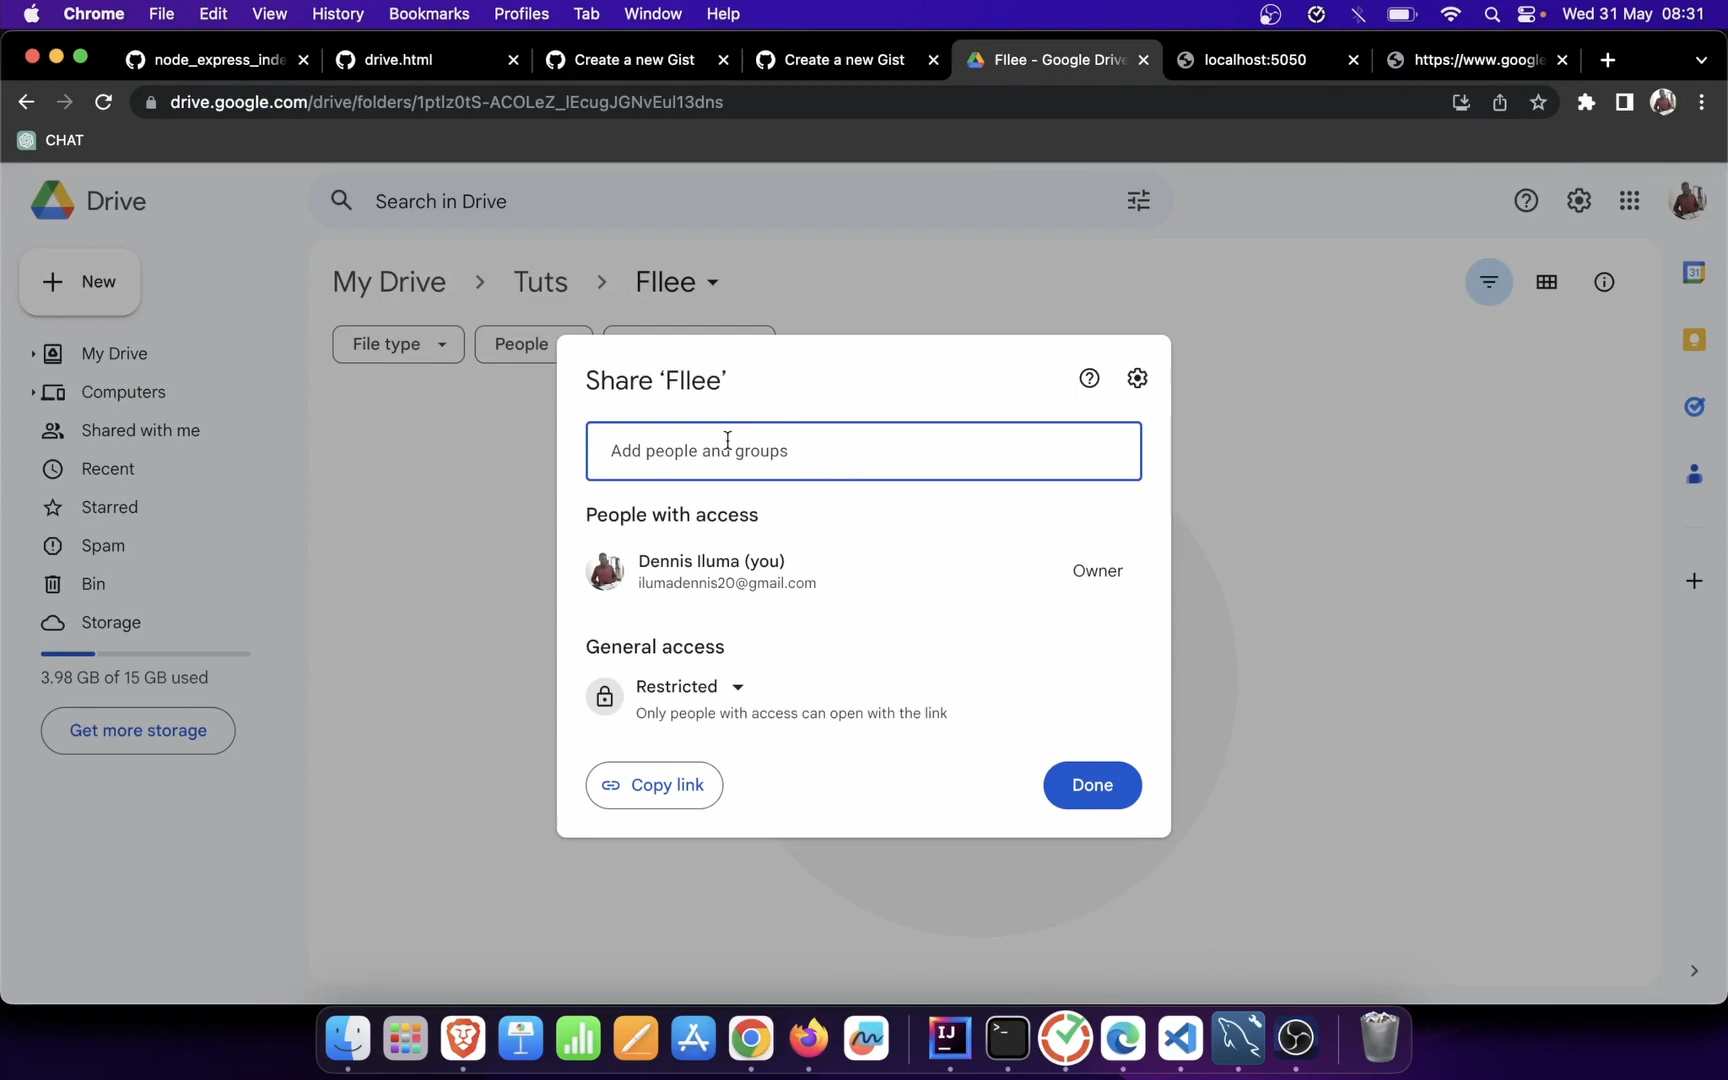 Chrome File Edit View History Bookmarks Profiles Tab Window Help Wed 31 May 08:31
node_express_inde drive.html Create a new Gist Create a new Gist Fllee - Google Drive localhost:5050 https://www.google
drive.google.com/drive/folders/1ptIz0tS-ACOLeZ_IEcugJGNvEul13dns
CHAT
Drive
Search in Drive
New
My Drive > Tuts > Fllee
31
File type People
My Drive
Computers
Shared with me
Recent
Starred
Spam
Bin
Storage
3.98 GB of 15 GB used
Get more storage
Share ‘Fllee’
Add people and groups
People with access
Dennis Iluma (you)
ilumadennis20@gmail.com
Owner
General access
Restricted
Only people with access can open with the link
Copy link
Done
IJ